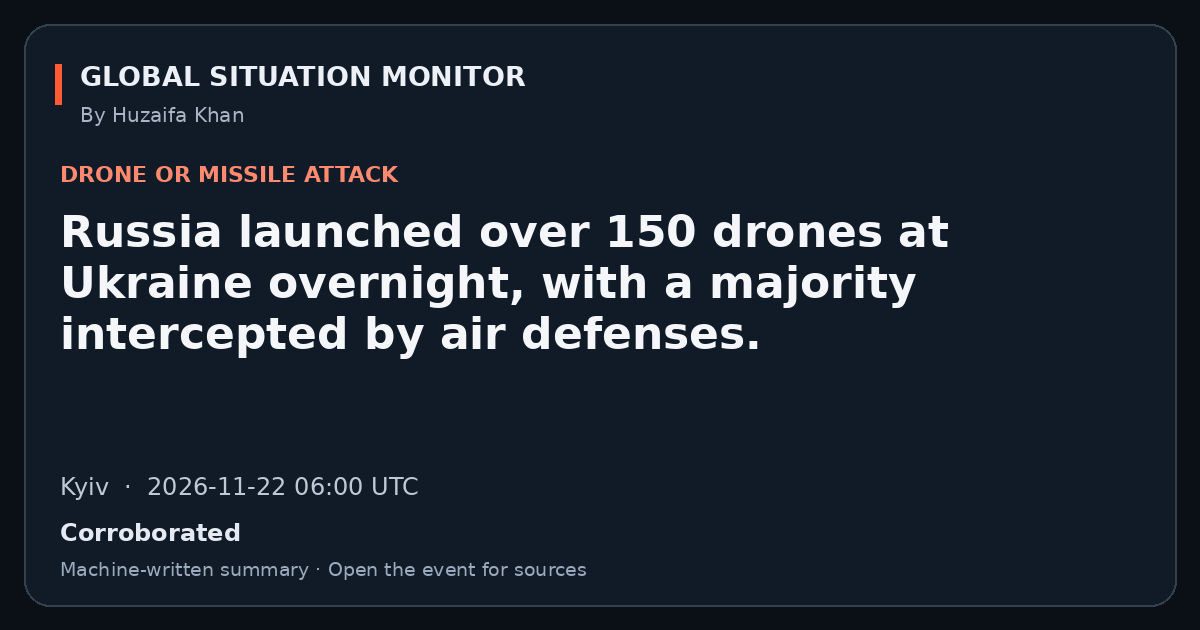 GLOBAL SITUATION MONITOR
By Huzaifa Khan
DRONE OR MISSILE ATTACK
Russia launched over 150 drones at
Ukraine overnight, with a majority
intercepted by air defenses.
Kyiv · 2026-11-22 06:00 UTC
Corroborated
Machine-written summary · Open the event for sources